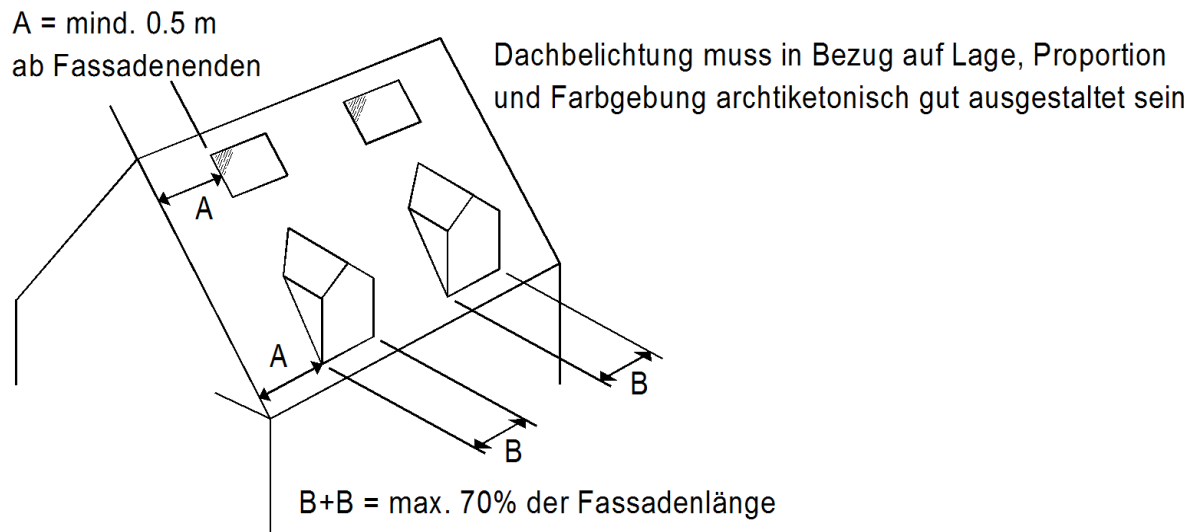 A = mind. 0.5 m
ab Fassadenenden
Dachbelichtung muss in Bezug auf Lage, Proportion
und Farbgebung archtiketonisch gut ausgestaltet sein
A
A
B
B
B+B = max. 70% der Fassadenlänge